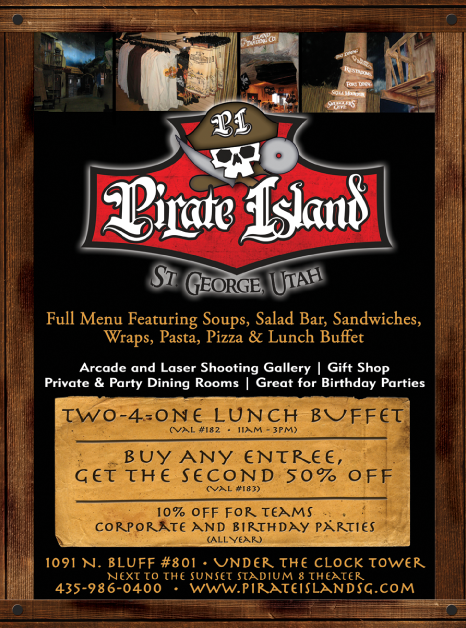 PI
Pirate Island
ST. GEORGE, UTAH
Full Menu Featuring Soups, Salad Bar, Sandwiches,
Wraps, Pasta, Pizza & Lunch Buffet
Arcade and Laser Shooting Gallery | Gift Shop
Private & Party Dining Rooms | Great for Birthday Parties
TWO-4-ONE LUNCH BUFFET
(VAL #182 • 11AM - 3PM)
BUY ANY ENTREE,
GET THE SECOND 50% OFF
(VAL #183)
10% OFF FOR TEAMS
CORPORATE AND BIRTHDAY PARTIES
(ALL YEAR)
1091 N. BLUFF #801 • UNDER THE CLOCK TOWER
NEXT TO THE SUNSET STADIUM 8 THEATER
435-986-0400 • WWW.PIRATEISLANDSG.COM